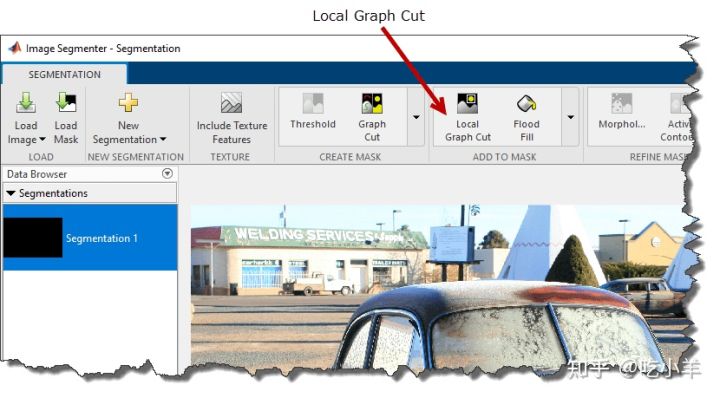 Local Graph Cut
Image Segmenter - Segmentation
SEGMENTATION
Load Image
Load Mask
New Segmentation
Include Texture Features
Threshold
Graph Cut
Local Graph Cut
Flood Fill
Morphol...
Activ
Contou
LOAD
NEW SEGMENTATION
TEXTURE
CREATE MASK
ADD TO MASK
REFINE MASK
Data Browser
Segmentations
Segmentation 1
WELDING SERVICES
知乎 @吃小羊